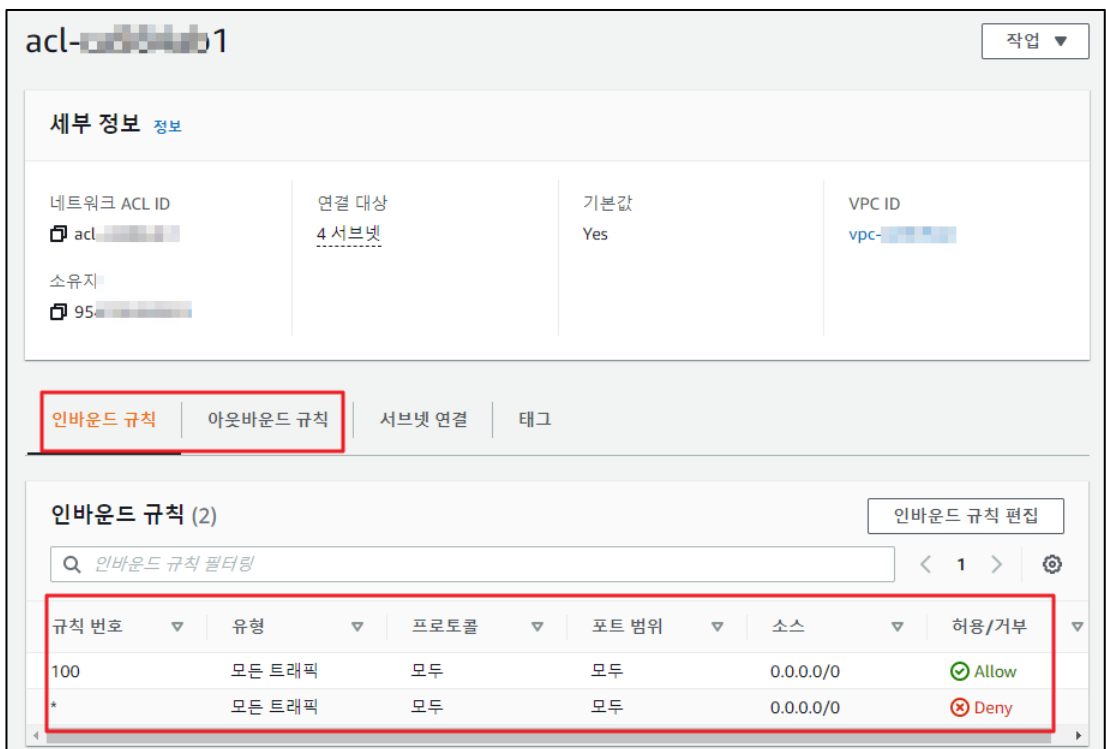 acl-
작업 ▼
세부 정보 정보
네트워크 ACL ID 연결 대상 기본값 VPC ID
acl 4 서브넷 Yes vpc-
소유자
95
인바운드 규칙 아웃바운드 규칙 서브넷 연결 태그
인바운드 규칙 (2) 인바운드 규칙 편집
인바운드 규칙 필터링 < 1 >
규칙 번호 유형 프로토콜 포트 범위 소스 허용/거부
100 모든 트래픽 모두 모두 0.0.0.0/0 Allow
* 모든 트래픽 모두 모두 0.0.0.0/0 Deny